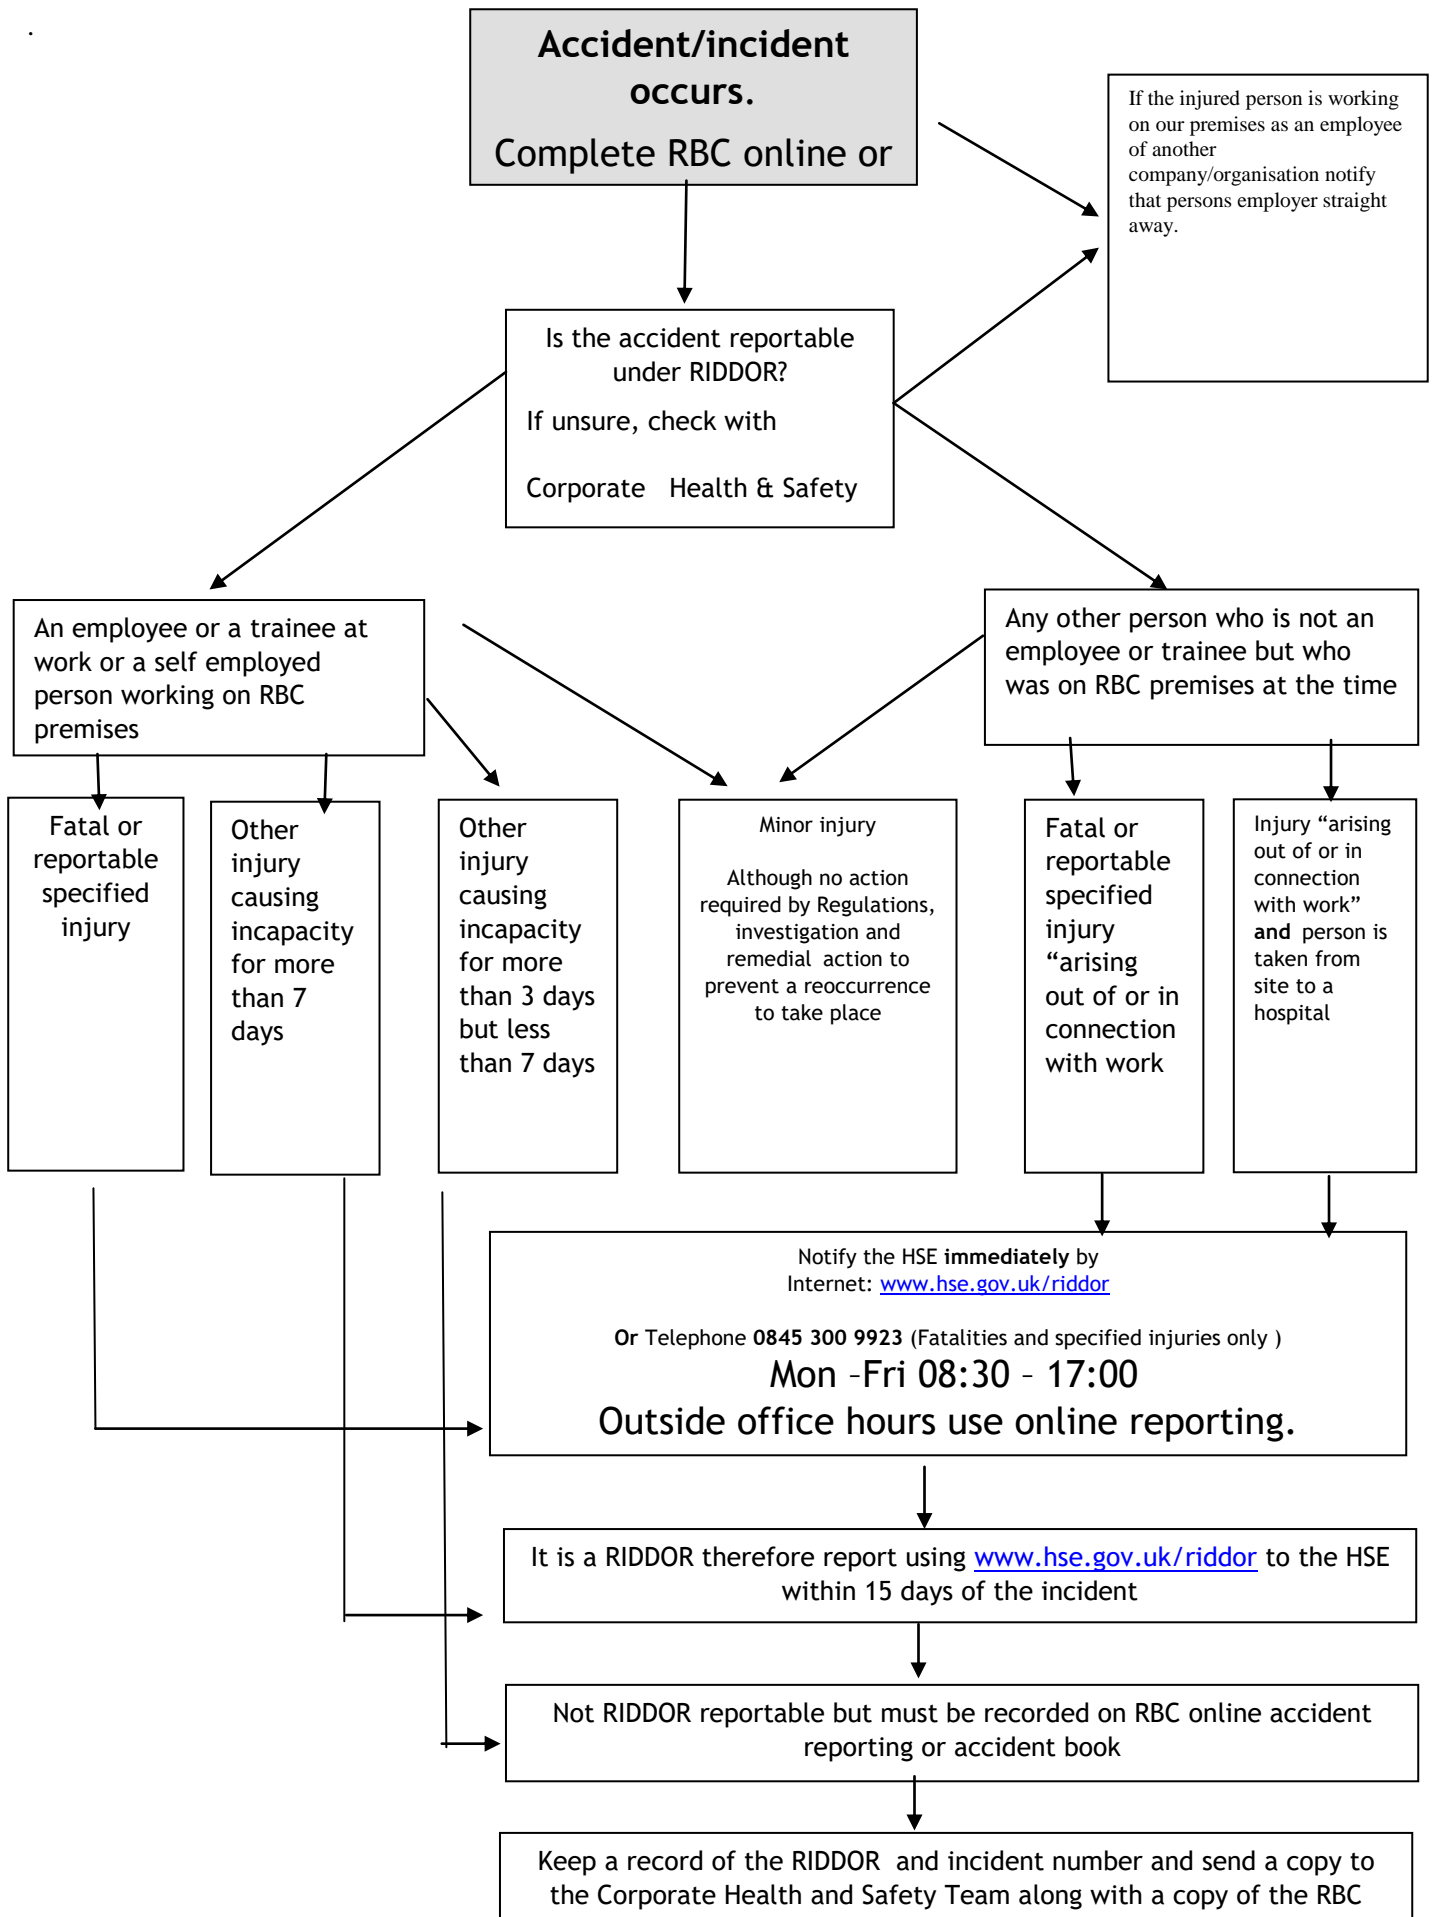 .
Accident/incident
occurs.
Complete RBC online or
If the injured person is working
on our premises as an employee
of another
company/organisation notify
that persons employer straight
away.
Is the accident reportable
under RIDDOR?
If unsure, check with
Corporate Health & Safety
An employee or a trainee at
work or a self employed
person working on RBC
premises
Any other person who is not an
employee or trainee but who
was on RBC premises at the time
Fatal or
reportable
specified
injury
Other
injury
causing
incapacity
for more
than 7
days
Other
injury
causing
incapacity
for more
than 3 days
but less
than 7 days
Minor injury
Although no action
required by Regulations,
investigation and
remedial action to
prevent a reoccurrence
to take place
Fatal or
reportable
specified
injury
“arising
out of or in
connection
with work
Injury “arising
out of or in
connection
with work”
and person is
taken from
site to a
hospital
Notify the HSE immediately by
Internet: www.hse.gov.uk/riddor
Or Telephone 0845 300 9923 (Fatalities and specified injuries only )
Mon –Fri 08:30 – 17:00
Outside office hours use online reporting.
It is a RIDDOR therefore report using www.hse.gov.uk/riddor to the HSE
within 15 days of the incident
Not RIDDOR reportable but must be recorded on RBC online accident
reporting or accident book
Keep a record of the RIDDOR and incident number and send a copy to
the Corporate Health and Safety Team along with a copy of the RBC